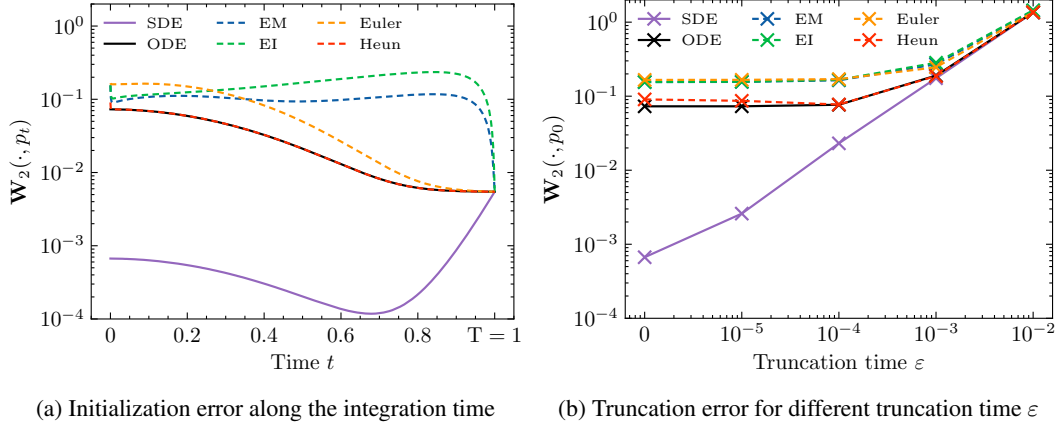 SDE EM Euler
ODE EI Heun
10^0
10^{-1}
10^{-2}
10^{-3}
10^{-4}
W_2(·, p_t)
0 0.2 0.4 0.6 0.8 T = 1
Time t
(a) Initialization error along the integration time
SDE EM Euler
ODE EI Heun
10^0
10^{-1}
10^{-2}
10^{-3}
10^{-4}
W_2(·, p_0)
0 10^{-5} 10^{-4} 10^{-3} 10^{-2}
Truncation time ε
(b) Truncation error for different truncation time ε